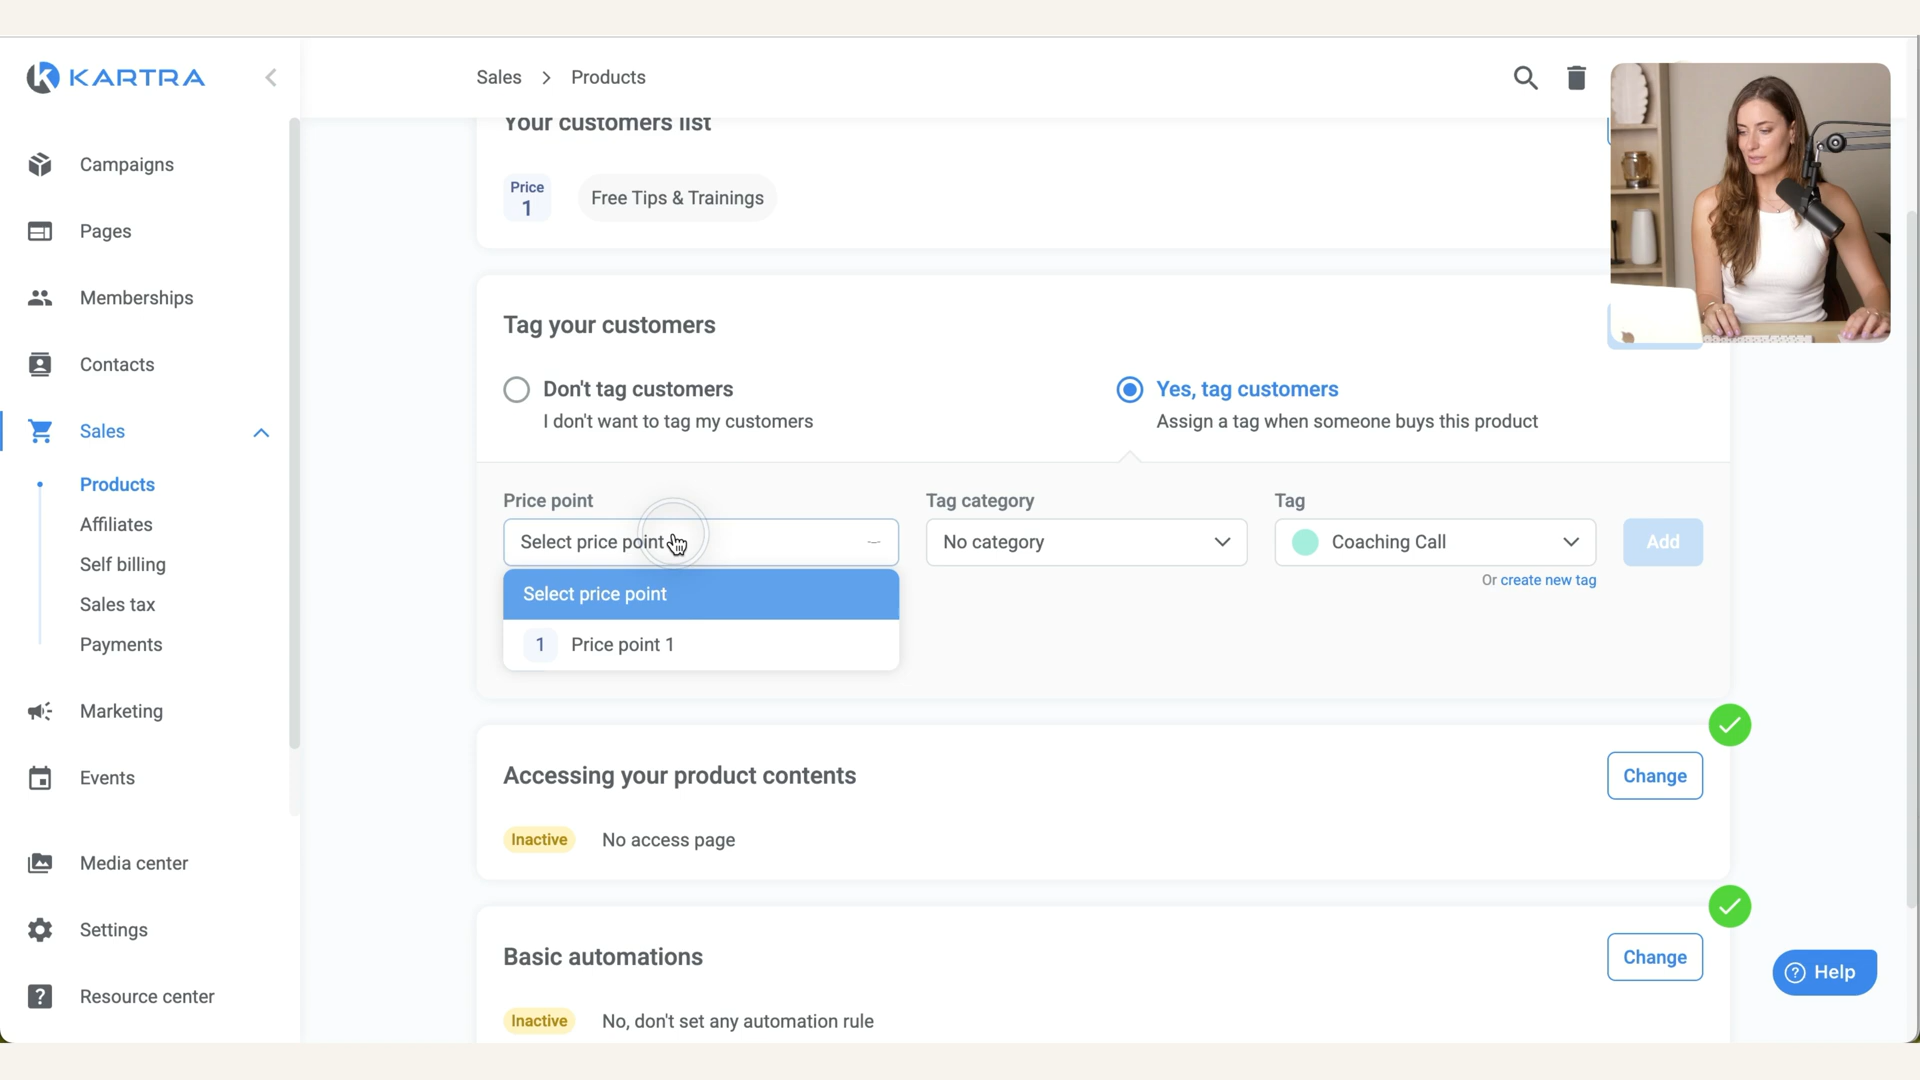 KARTRA
Sales > Products
Campaigns
Pages
Memberships
Contacts
Sales
Products
Affiliates
Self billing
Sales tax
Payments
Marketing
Events
Media center
Settings
Resource center
Your customers list
Price
1
Free Tips & Trainings
Tag your customers
Don't tag customers
I don't want to tag my customers
Yes, tag customers
Assign a tag when someone buys this product
Price point
Tag category
Tag
Select price point
No category
Coaching Call
Add
Or create new tag
Select price point
1 Price point 1
Accessing your product contents
Change
Inactive No access page
Basic automations
Change
Inactive No, don't set any automation rule
Help